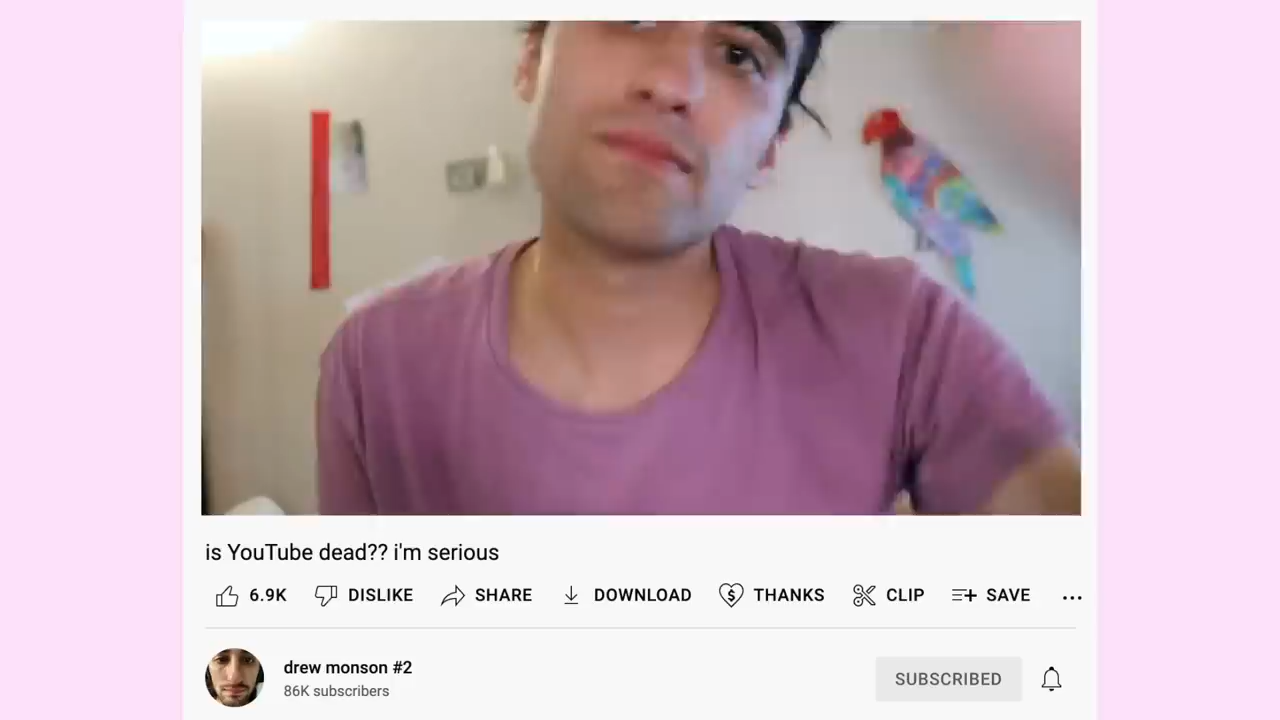 is YouTube dead?? i'm serious
6.9K DISLIKE SHARE DOWNLOAD THANKS CLIP SAVE ...
drew monson #2
86K subscribers
SUBSCRIBED